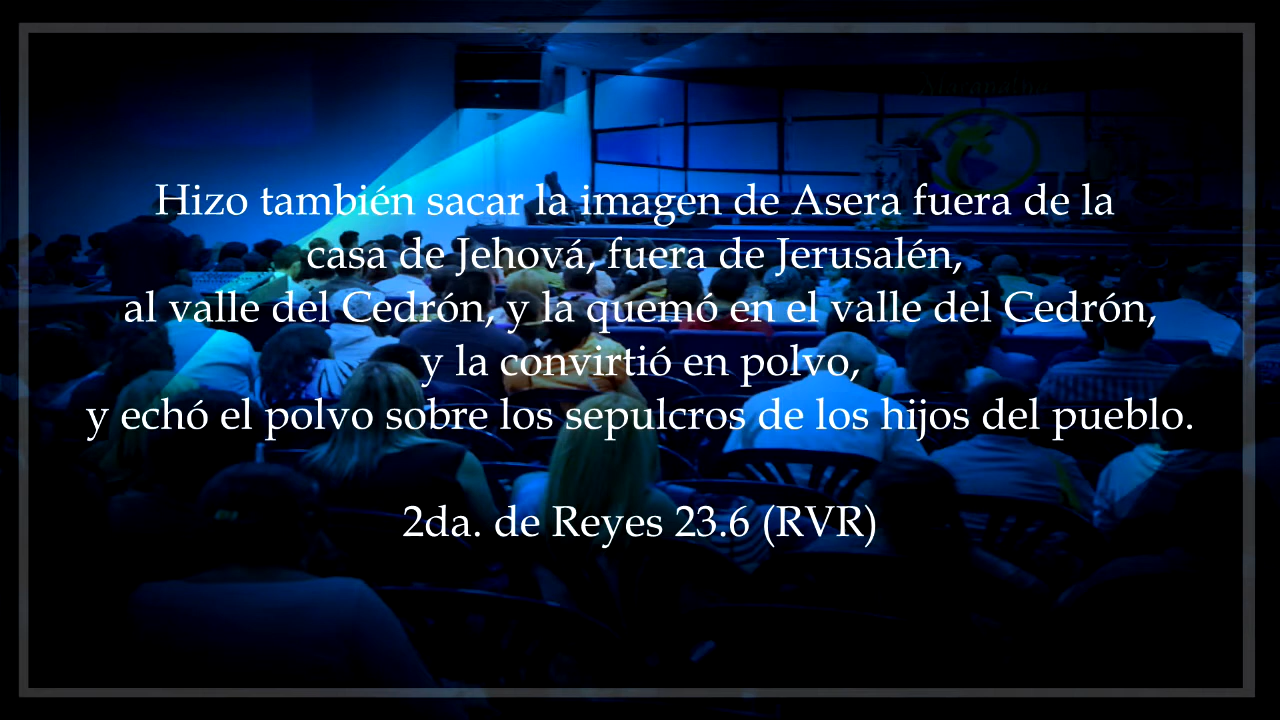 Hizo también sacar la imagen de Asera fuera de la
casa de Jehová, fuera de Jerusalén,
al valle del Cedrón, y la quemó en el valle del Cedrón,
y la convirtió en polvo,
y echó el polvo sobre los sepulcros de los hijos del pueblo.
2da. de Reyes 23.6 (RVR)